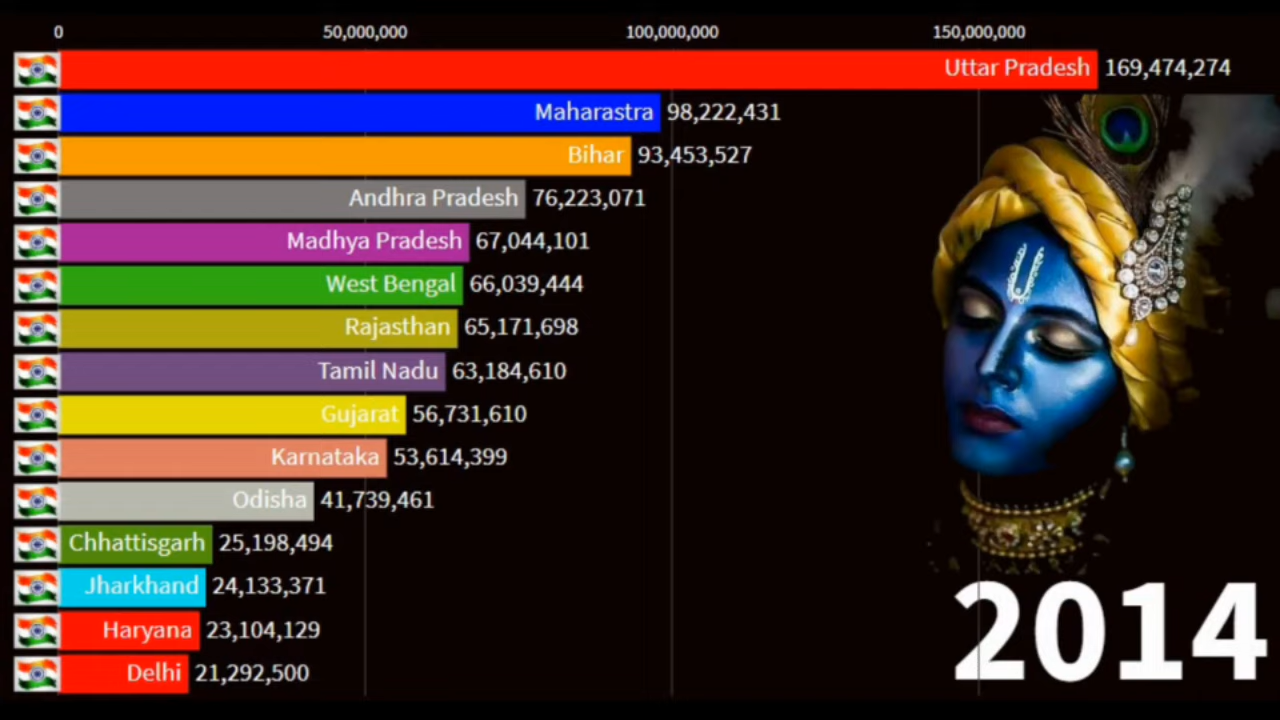 0 50,000,000 100,000,000 150,000,000
Uttar Pradesh 169,474,274
Maharastra 98,222,431
Bihar 93,453,527
Andhra Pradesh 76,223,071
Madhya Pradesh 67,044,101
West Bengal 66,039,444
Rajasthan 65,171,698
Tamil Nadu 63,184,610
Gujarat 56,731,610
Karnataka 53,614,399
Odisha 41,739,461
Chhattisgarh 25,198,494
Jharkhand 24,133,371
Haryana 23,104,129
Delhi 21,292,500
2014